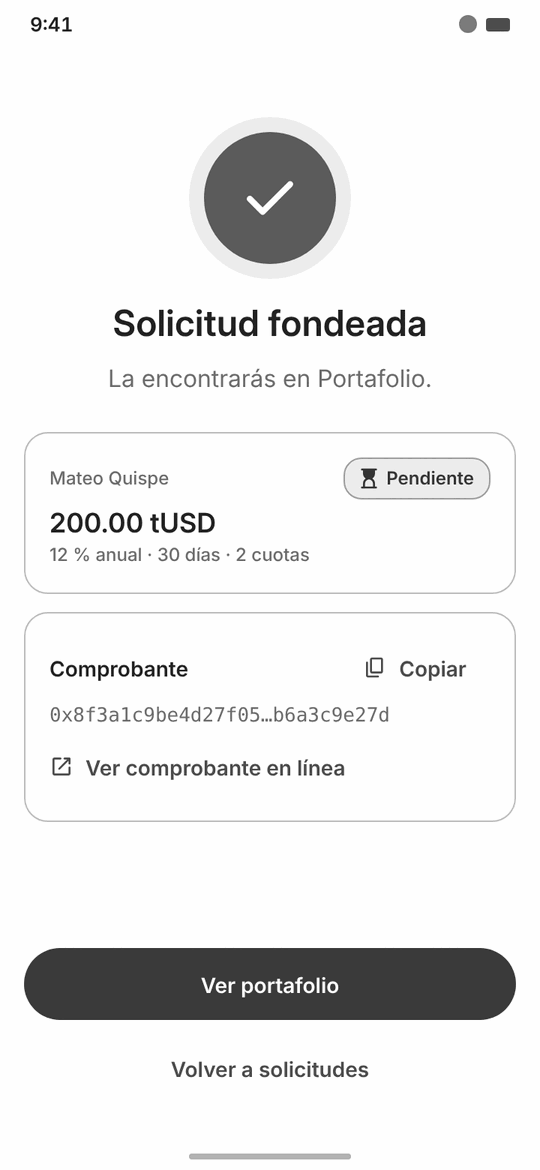 9:41
Solicitud fondeada
La encontrarás en Portafolio.
Mateo Quispe
Pendiente
200.00 tUSD
12 % anual · 30 días · 2 cuotas
Comprobante
Copiar
0x8f3a1c9be4d27f05…b6a3c9e27d
Ver comprobante en línea
Ver portafolio
Volver a solicitudes